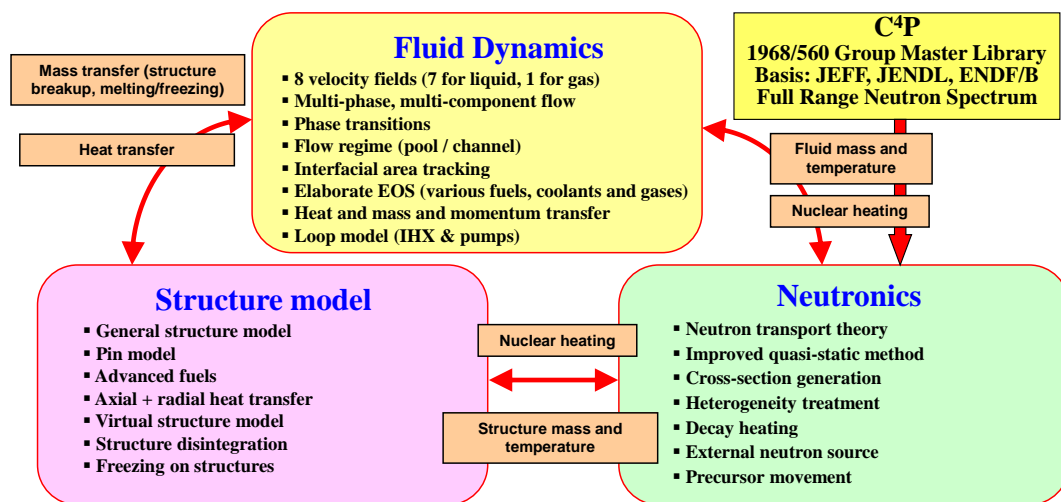 Fluid Dynamics
▪ 8 velocity fields (7 for liquid, 1 for gas)
▪ Multi-phase, multi-component flow
▪ Phase transitions
▪ Flow regime (pool / channel)
▪ Interfacial area tracking
▪ Elaborate EOS (various fuels, coolants and gases)
▪ Heat and mass and momentum transfer
▪ Loop model (IHX & pumps)
C⁴P
1968/560 Group Master Library
Basis: JEFF, JENDL, ENDF/B
Full Range Neutron Spectrum
Mass transfer (structure
breakup, melting/freezing)
Heat transfer
Fluid mass and
temperature
Nuclear heating
Structure model
▪ General structure model
▪ Pin model
▪ Advanced fuels
▪ Axial + radial heat transfer
▪ Virtual structure model
▪ Structure disintegration
▪ Freezing on structures
Nuclear heating
Structure mass and
temperature
Neutronics
▪ Neutron transport theory
▪ Improved quasi-static method
▪ Cross-section generation
▪ Heterogeneity treatment
▪ Decay heating
▪ External neutron source
▪ Precursor movement